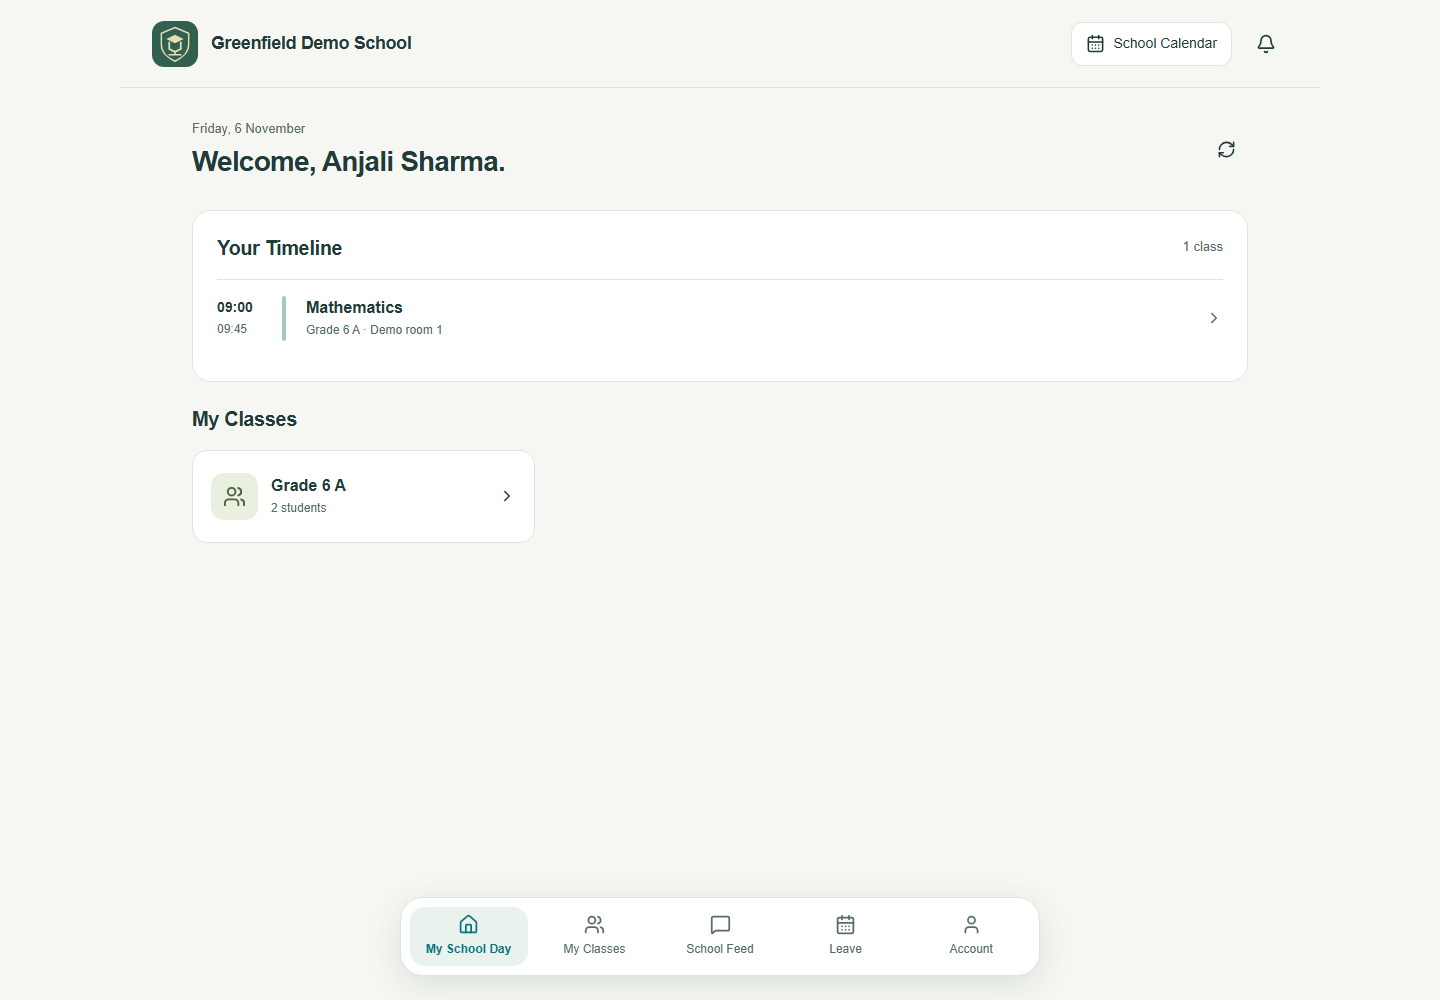 Greenfield Demo School
School Calendar
Friday, 6 November
Welcome, Anjali Sharma.
Your Timeline
1 class
09:00
09:45
Mathematics
Grade 6 A · Demo room 1
My Classes
Grade 6 A
2 students
My School Day
My Classes
School Feed
Leave
Account